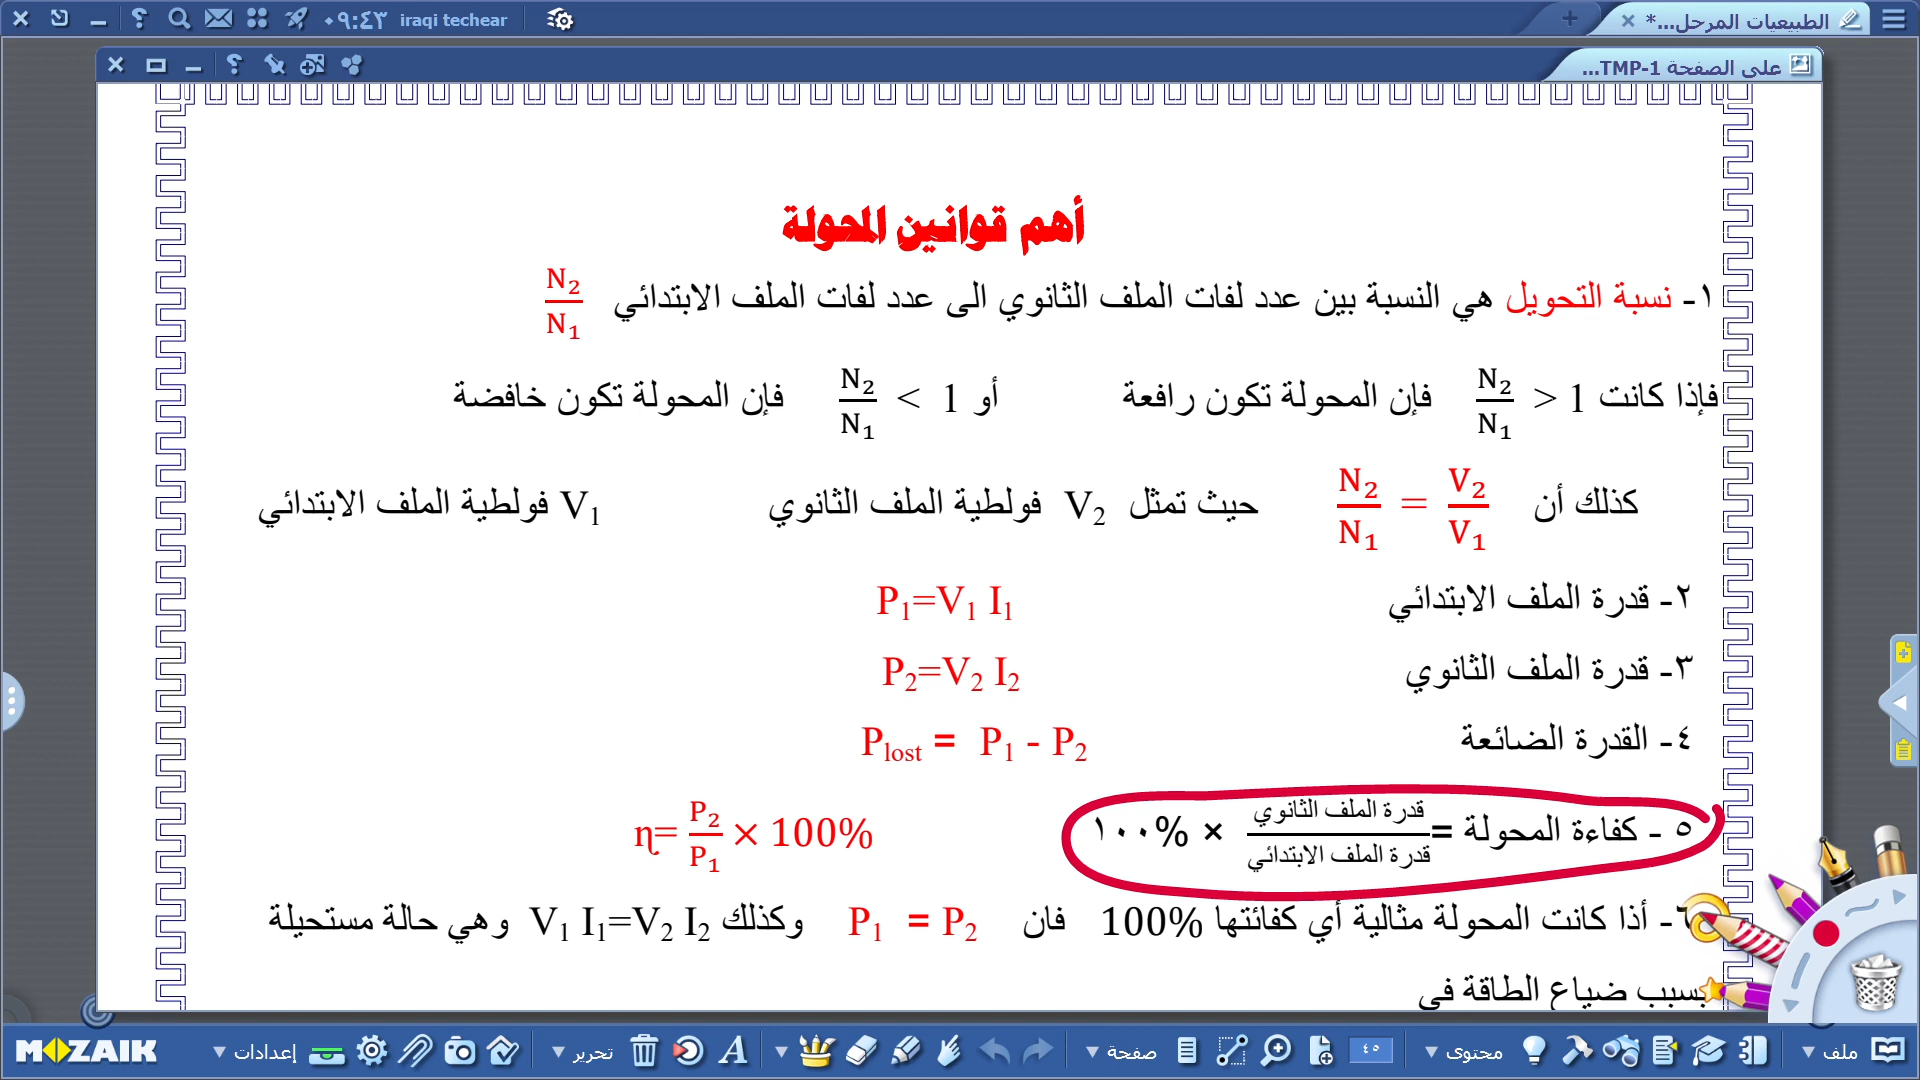 iraqi techear ٠٩:٤٣
الطبيعيات المرحل...*
على الصفحة TMP-1...
أهم قوانين المحولة
١- نسبة التحويل هي النسبة بين عدد لفات الملف الثانوي الى عدد لفات الملف الابتدائي N₂/N₁
فإذا كانت N₂/N₁ > 1 فإن المحولة تكون رافعة أو N₂/N₁ < 1 فإن المحولة تكون خافضة
كذلك أن N₂/N₁ = V₂/V₁ حيث تمثل V₂ فولطية الملف الثانوي V₁ فولطية الملف الابتدائي
٢- قدرة الملف الابتدائي P₁=V₁ I₁
٣- قدرة الملف الثانوي P₂=V₂ I₂
٤- القدرة الضائعة Plost = P₁ - P₂
٥ - كفاءة المحولة = قدرة الملف الثانوي / قدرة الملف الابتدائي × ١٠٠% η= P₂/P₁ × 100%
٦- أذا كانت المحولة مثالية أي كفائتها 100% فان P₁ = P₂ وكذلك V₁ I₁=V₂ I₂ وهي حالة مستحيلة
بسبب ضياع الطاقة في
ملف محتوى ٤٥ صفحة تحرير إعدادات MOZAIK